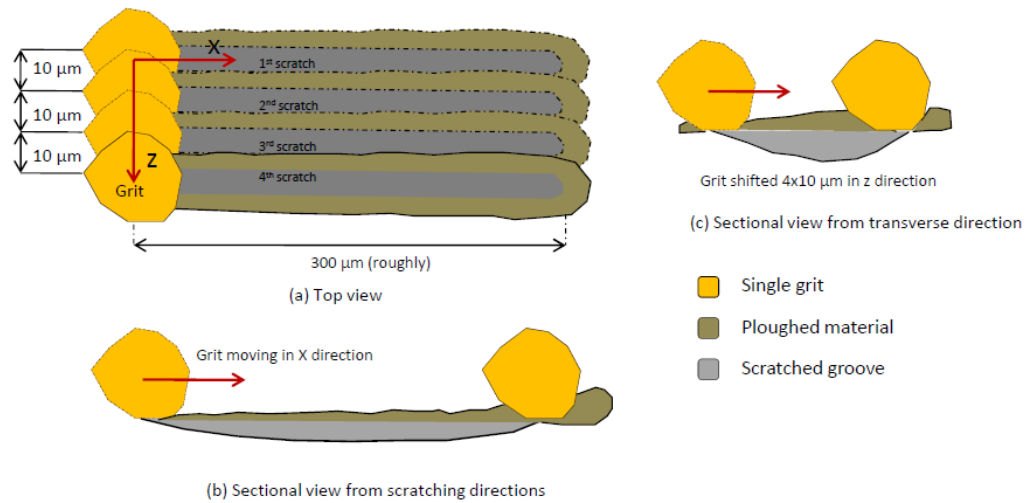 X
10 µm
1st scratch
10 µm
2nd scratch
10 µm
3rd scratch
Z
4th scratch
Grit
300 µm (roughly)
(a) Top view
Grit shifted 4x10 µm in z direction
(c) Sectional view from transverse direction
Single grit
Ploughed material
Scratched groove
Grit moving in X direction
(b) Sectional view from scratching directions